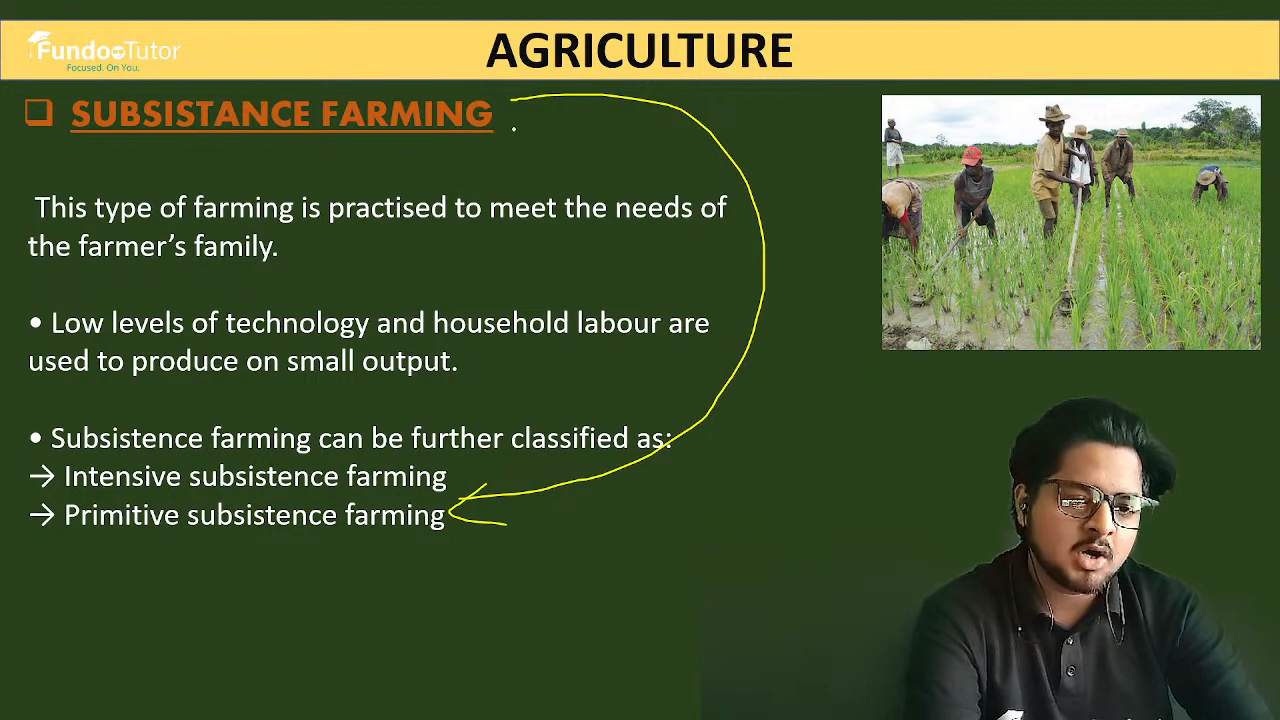 FundooTutor
Focused. On You.
AGRICULTURE
SUBSISTANCE FARMING
This type of farming is practised to meet the needs of
the farmer’s family.
• Low levels of technology and household labour are
used to produce on small output.
• Subsistence farming can be further classified as:
→ Intensive subsistence farming
→ Primitive subsistence farming